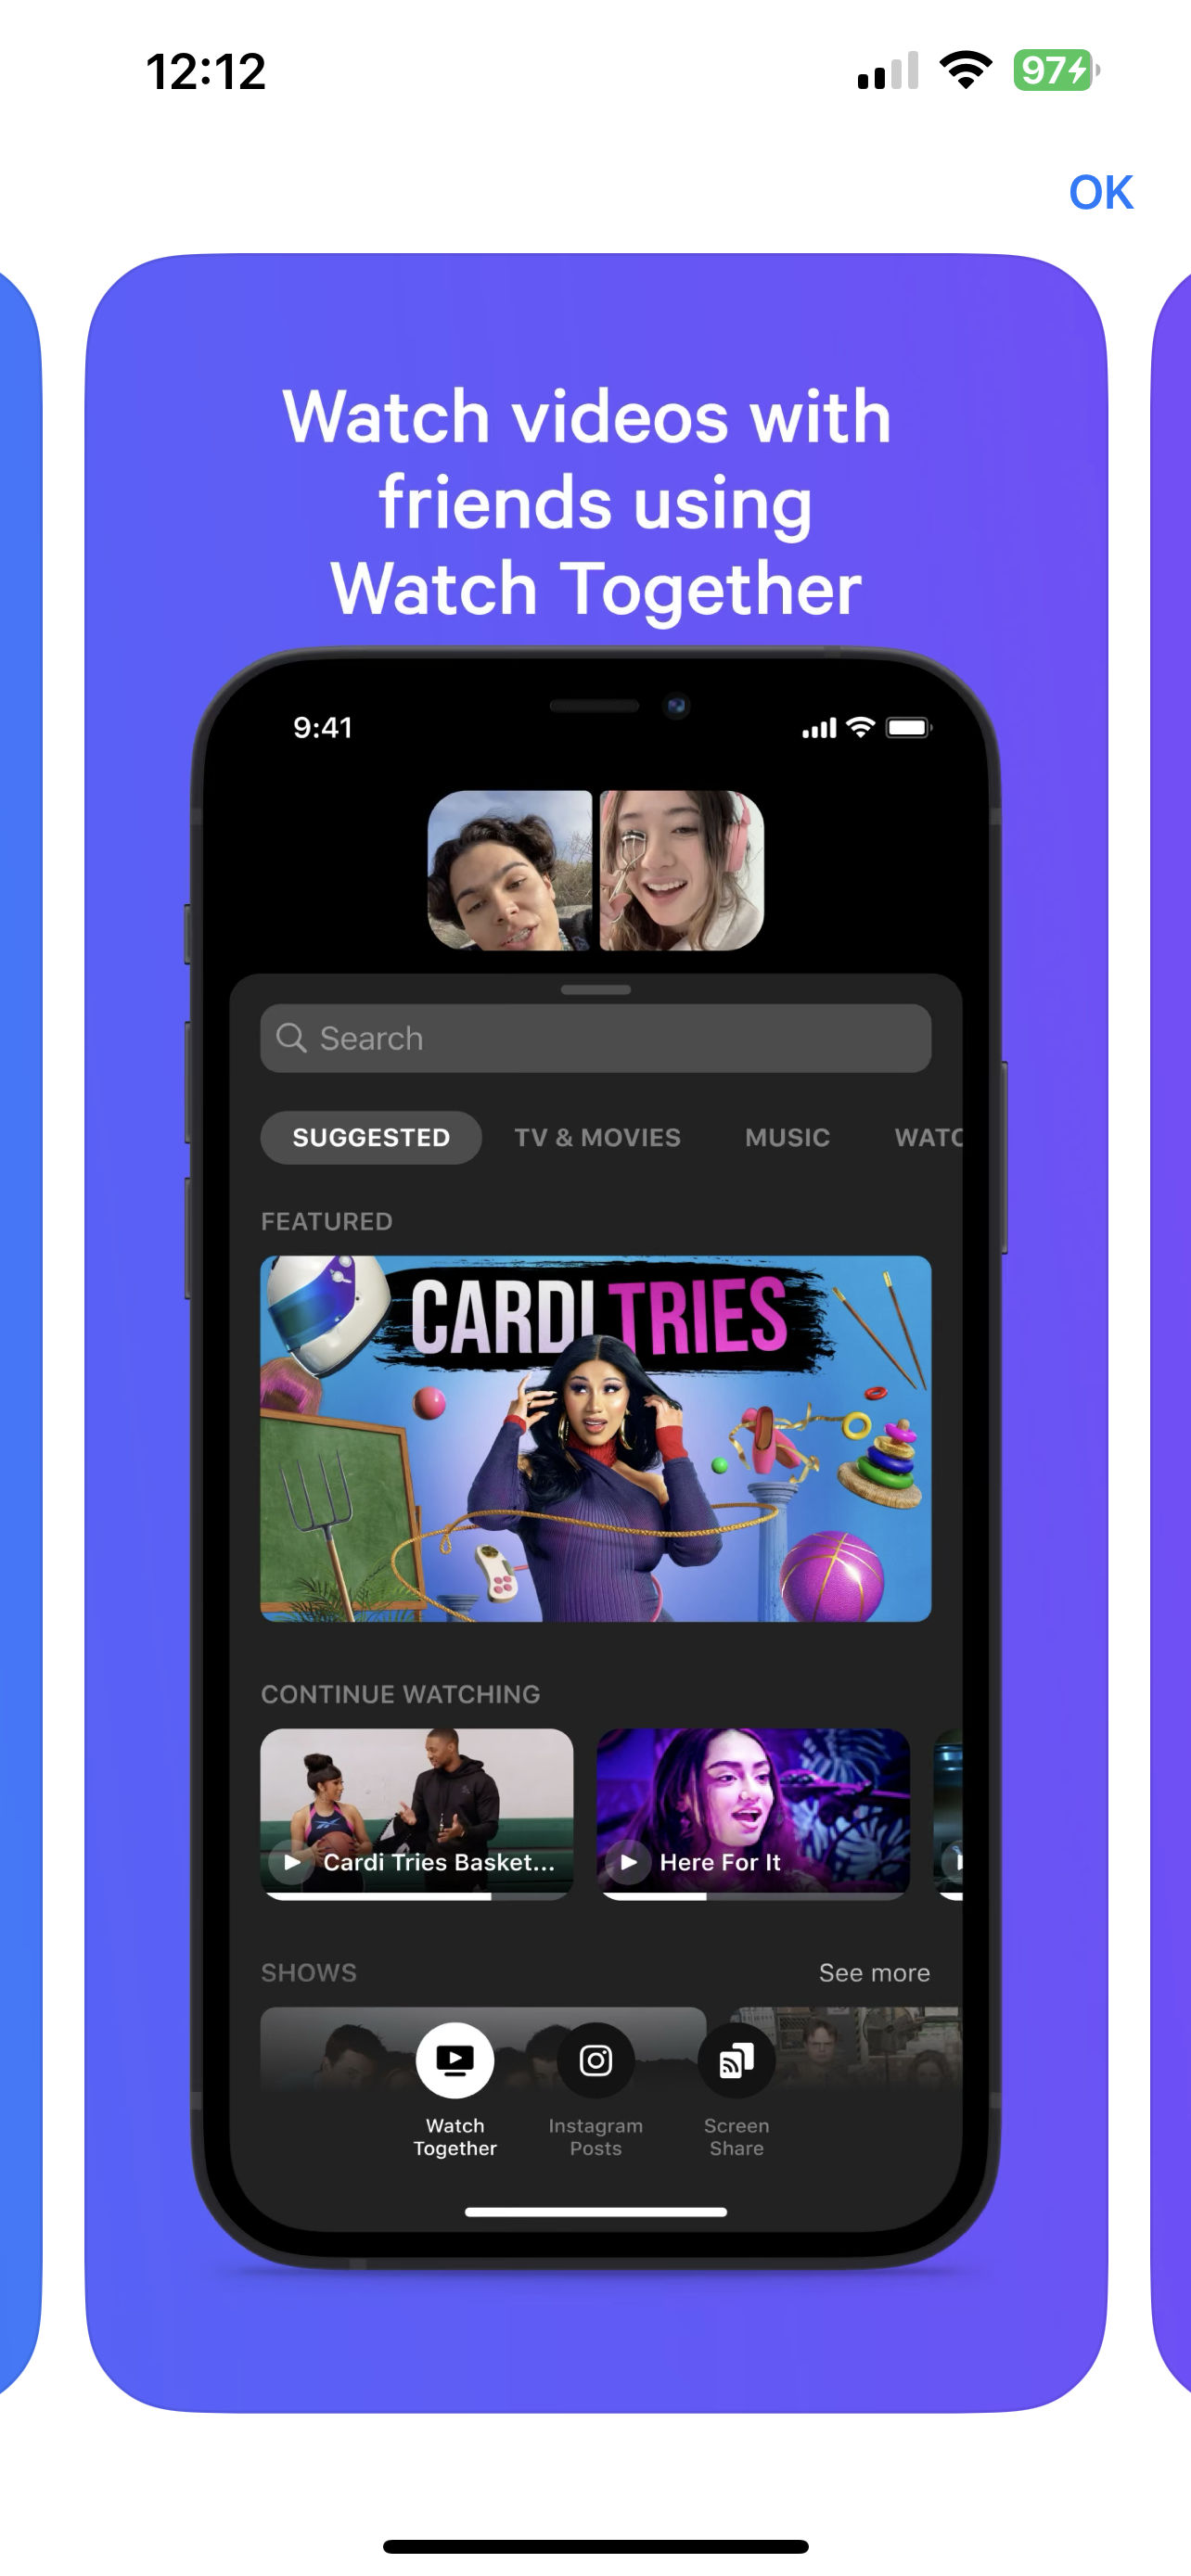 12:12
97
OK
Watch videos with
friends using
Watch Together
9:41
Search
SUGGESTED TV & MOVIES MUSIC WATC
FEATURED
CARDI TRIES
CONTINUE WATCHING
Cardi Tries Basket...
Here For It
SHOWS See more
Watch Together
Instagram Posts
Screen Share